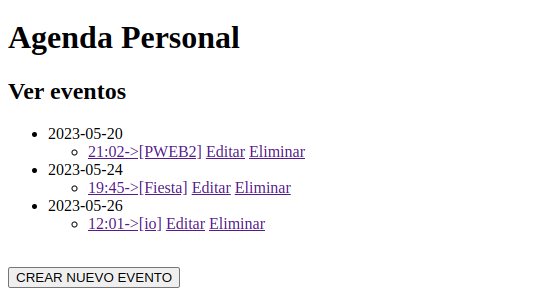 Agenda Personal
Ver eventos
2023-05-20
21:02->[PWEB2] Editar Eliminar
2023-05-24
19:45->[Fiesta] Editar Eliminar
2023-05-26
12:01->[io] Editar Eliminar
CREAR NUEVO EVENTO